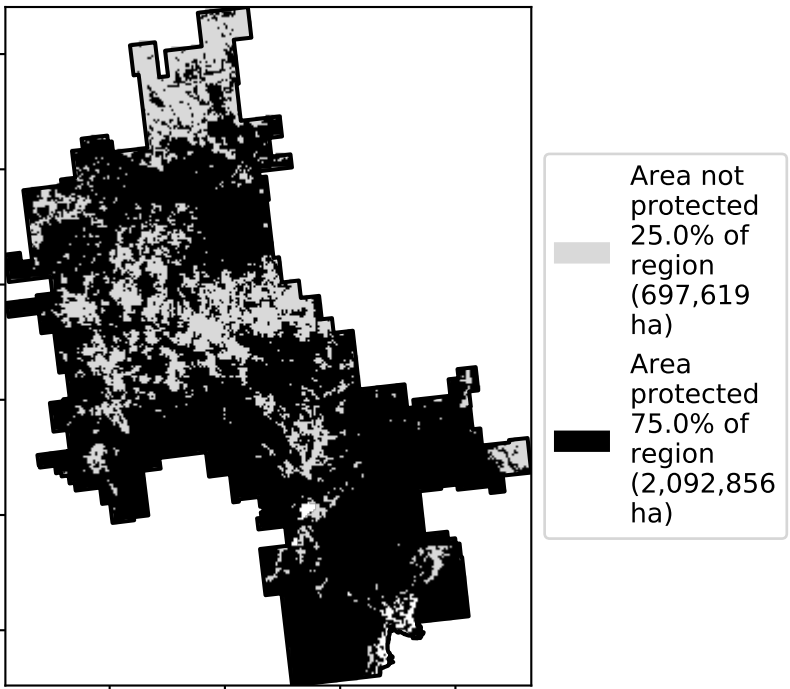 Area not
protected
25.0% of
region
(697,619
ha)
Area
protected
75.0% of
region
(2,092,856
ha)